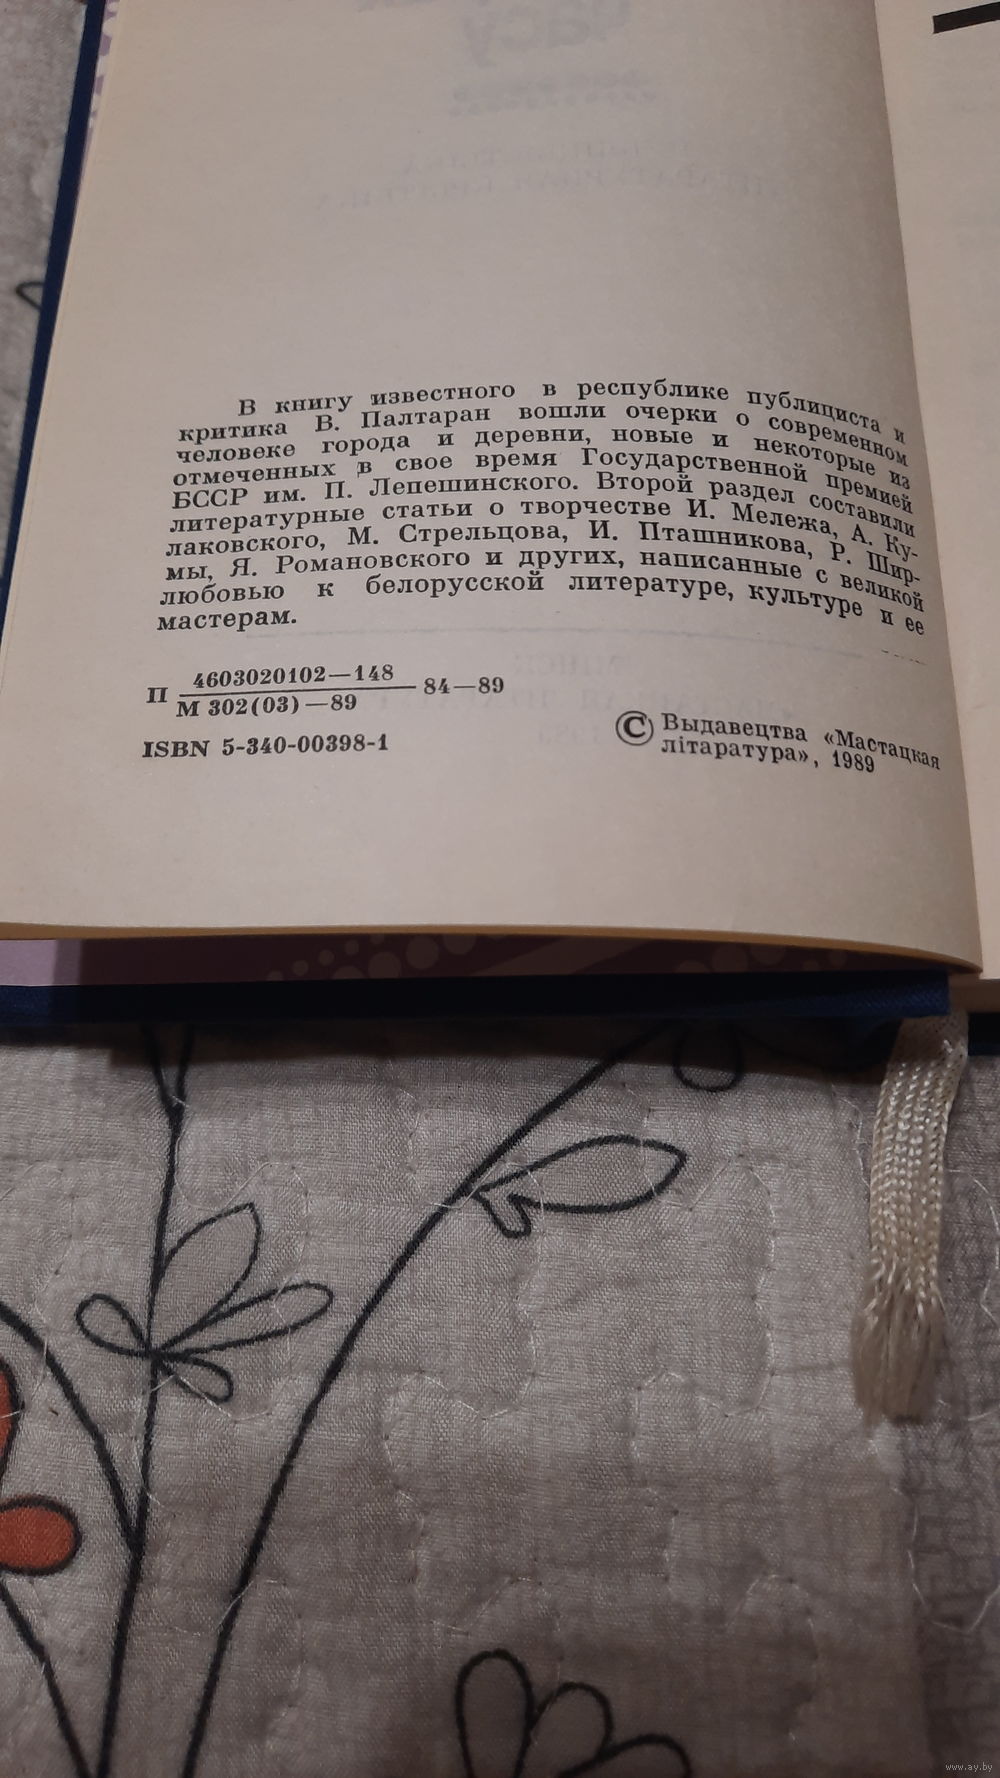 В книгу известного в республике публициста и
критика В. Палтаран вошли очерки о современном
человеке города и деревни, новые и некоторые из
отмеченных в свое время Государственной премией
БССР им. П. Лепешинского. Второй раздел составили
литературные статьи о творчестве И. Мележа, А. Ку-
лаковского, М. Стрельцова, И. Пташникова, Р. Шир-
мы, Я. Романовского и других, написанные с великой
любовью к белорусской литературе, культуре и ее
мастерам.
П 4603020102—148
М 302(03)—89
84—89
ISBN 5-340-00398-1
© Выдавецтва «Мастацкая
літаратура», 1989
www.ay.by